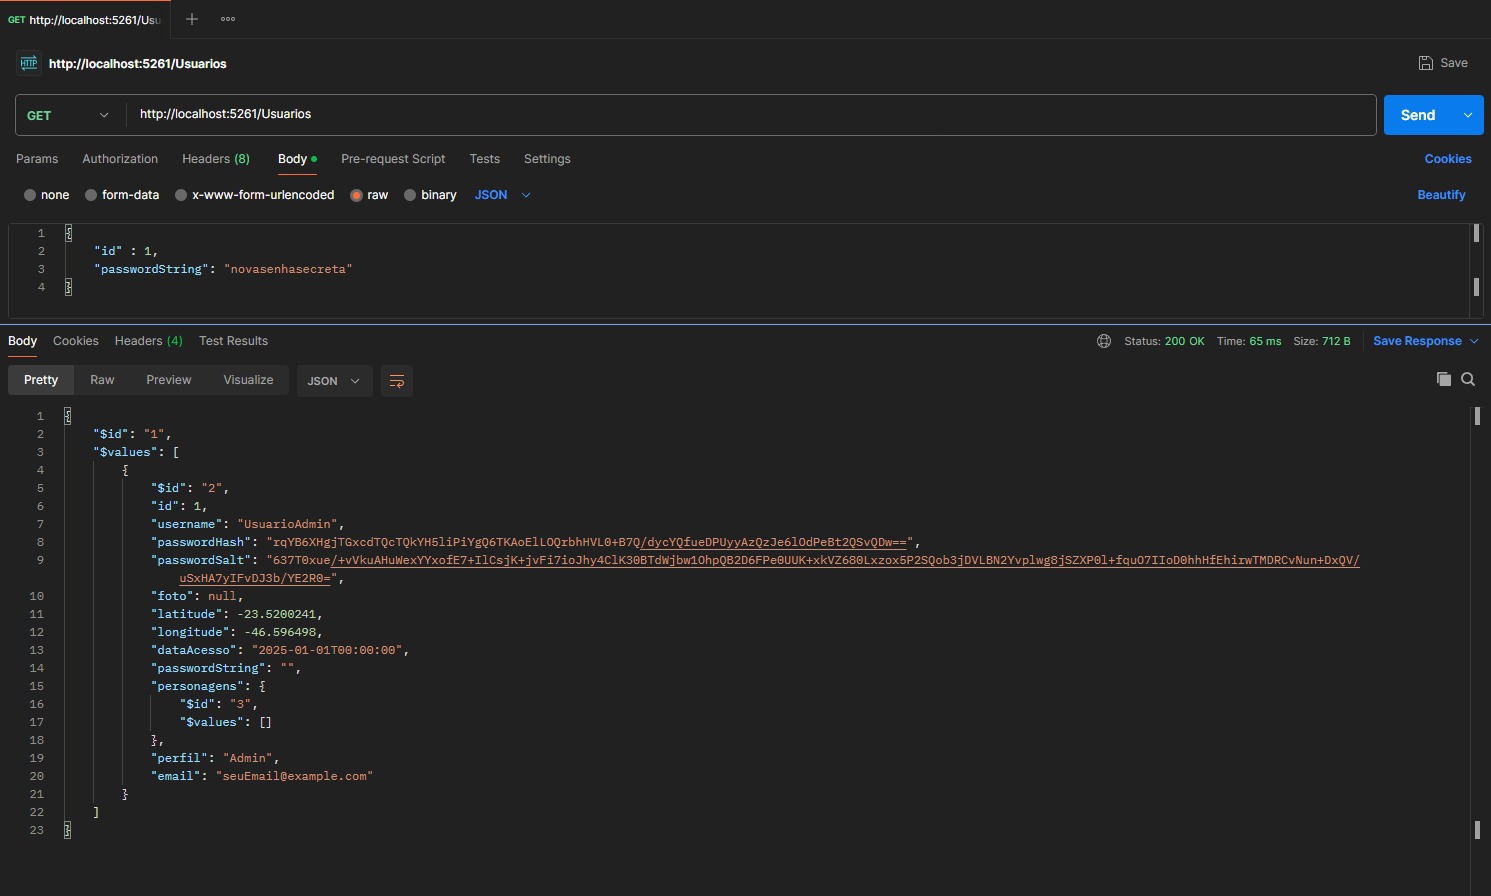 GET http://localhost:5261/Usu
http://localhost:5261/Usuarios
Save
GET http://localhost:5261/Usuarios
Send
Params Authorization Headers (8) Body Pre-request Script Tests Settings Cookies
none form-data x-www-form-urlencoded raw binary JSON Beautify
1 {
2 "id" : 1,
3 "passwordString": "novasenhasecreta"
4 }
Body Cookies Headers (4) Test Results Status: 200 OK Time: 65 ms Size: 712 B Save Response
Pretty Raw Preview Visualize JSON
1 {
2 "$id": "1",
3 "$values": [
4 {
5 "$id": "2",
6 "id": 1,
7 "username": "UsuarioAdmin",
8 "passwordHash": "rqYB6XHgjTGxcdTQcTQkYH5liPiYgQ6TKAoElLOQrbhHVL0+B7Q/dycYQfueDPUyyAzQzJe6lOdPeBt2QSvQDw==",
9 "passwordSalt": "637T0xue/+vVkuAHuWexYYxofE7+IlCsjK+jvFi7ioJhy4ClK30BTdWjbw1OhpQB2D6FPe0UUK+xkVZ680Lxzox5P2SQob3jDVLBN2Yvplwg8jSZXP0l+fquO7IIoD0hhHfEhirwTMDRCvNun+DxQV/
uSxHA7yIFvDJ3b/YE2R0=",
10 "foto": null,
11 "latitude": -23.5200241,
12 "longitude": -46.596498,
13 "dataAcesso": "2025-01-01T00:00:00",
14 "passwordString": "",
15 "personagens": {
16 "$id": "3",
17 "$values": []
18 },
19 "perfil": "Admin",
20 "email": "seuEmail@example.com"
21 }
22 ]
23 }